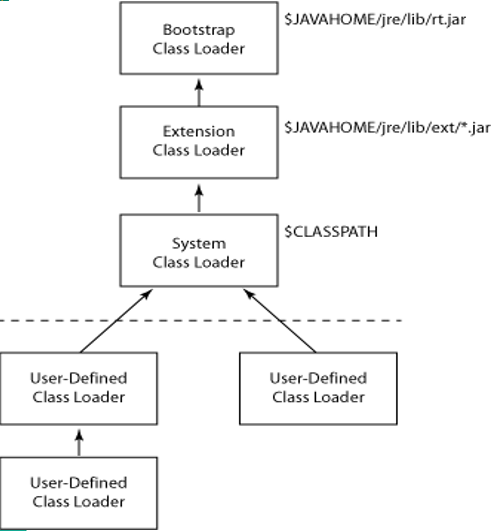 Bootstrap
Class Loader
$JAVAHOME/jre/lib/rt.jar
Extension
Class Loader
$JAVAHOME/jre/lib/ext/*.jar
System
Class Loader
$CLASSPATH
User-Defined
Class Loader
User-Defined
Class Loader
User-Defined
Class Loader